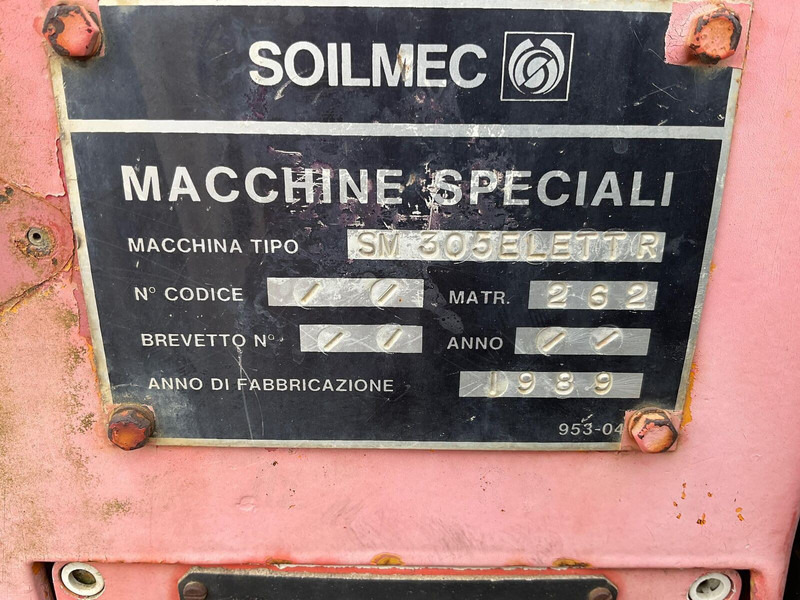 SOILMEC
MACCHINE SPECIALI
MACCHINA TIPO SM 305ELETTR
N° CODICE / / MATR. 262
BREVETTO N° / / ANNO / /
ANNO DI FABBRICAZIONE 1989
953-04